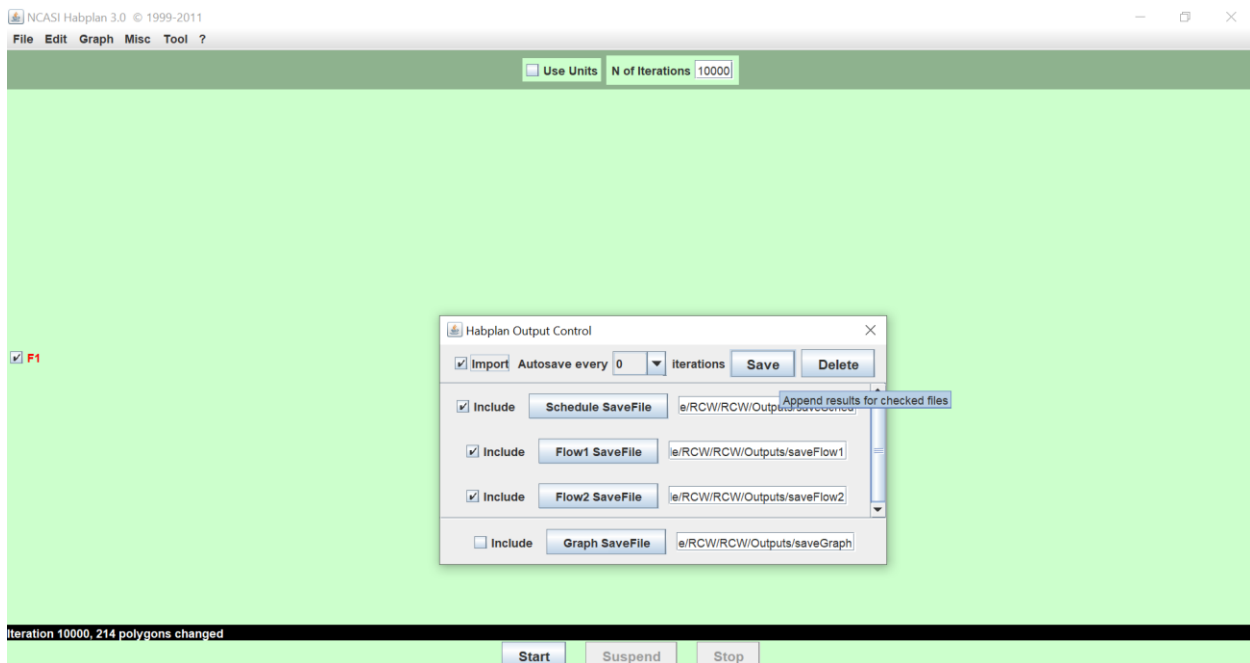 NCASI Habplan 3.0 © 1999-2011
File Edit Graph Misc Tool ?
Use Units N of Iterations 10000
Habplan Output Control
F1
Import Autosave every 0 iterations Save Delete
Append results for checked files
Include Schedule SaveFile e/RCW/RCW/Outputs/saveSched
Include Flow1 SaveFile le/RCW/RCW/Outputs/saveFlow1
Include Flow2 SaveFile le/RCW/RCW/Outputs/saveFlow2
Include Graph SaveFile e/RCW/RCW/Outputs/saveGraph
Iteration 10000, 214 polygons changed
Start Suspend Stop